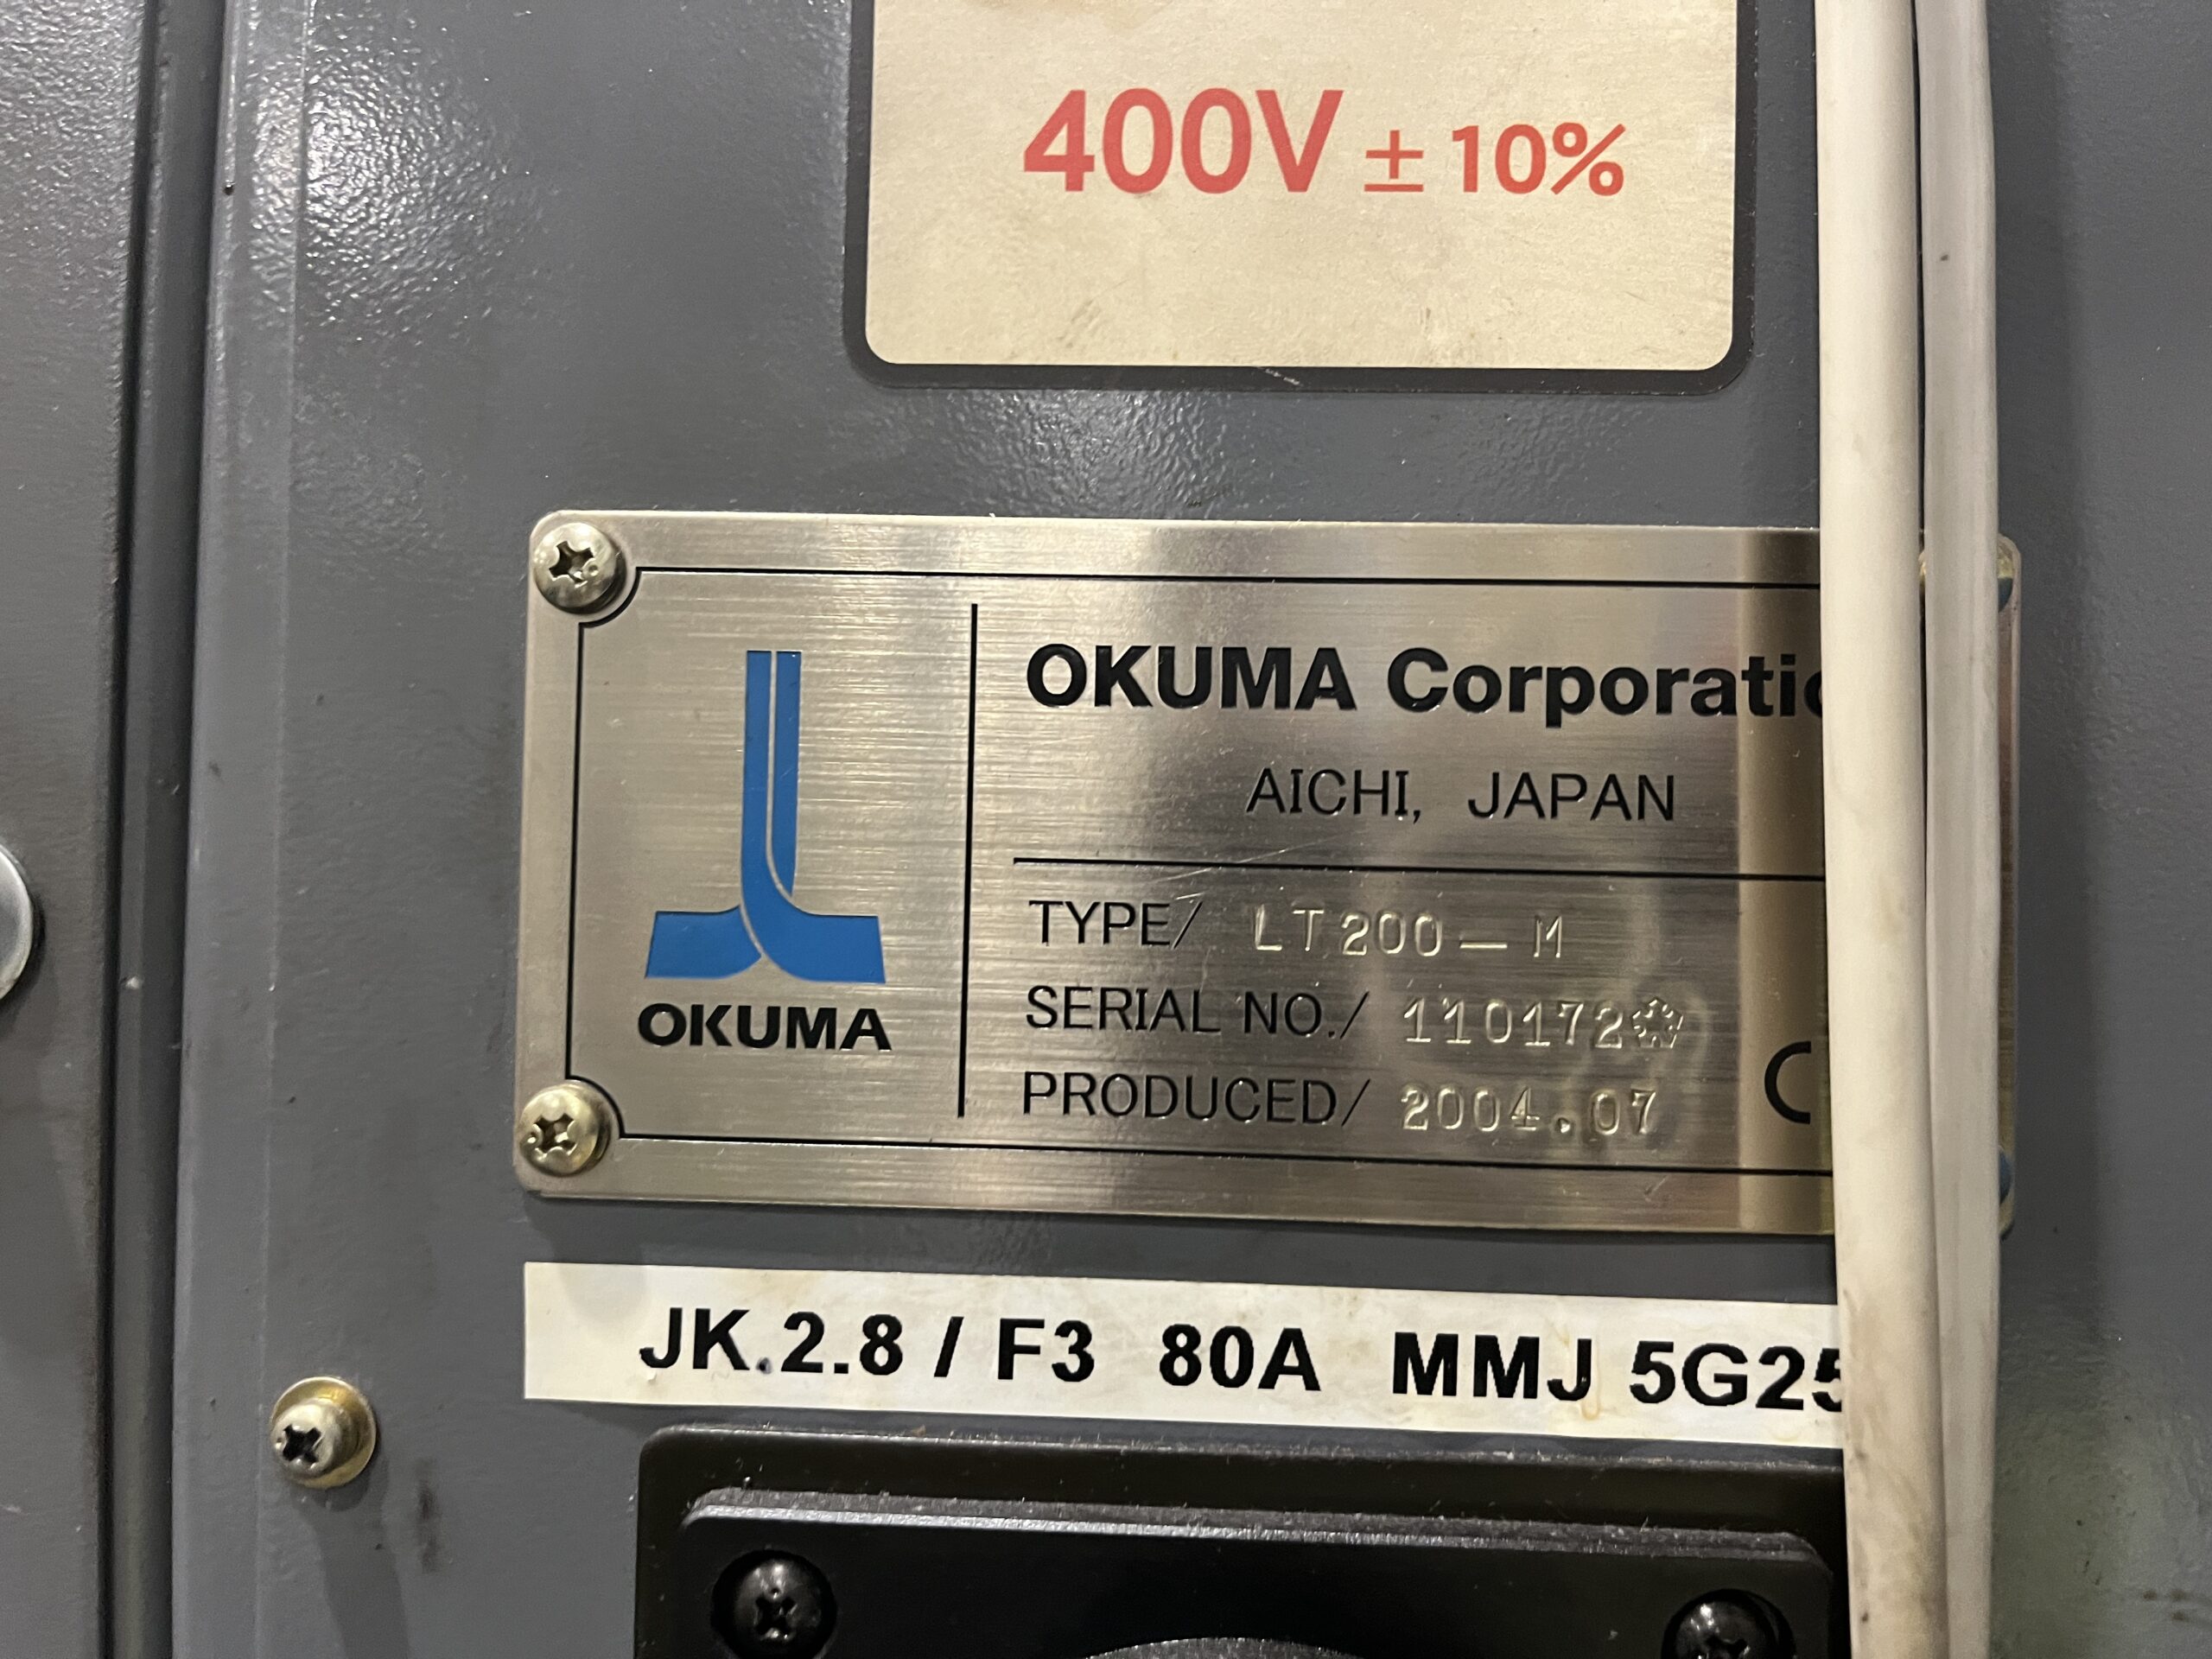 400V ± 10%
OKUMA Corporatio
AICHI, JAPAN
OKUMA
TYPE/ LT200-M
SERIAL NO./ 110172
PRODUCED/ 2004.07
JK.2.8 / F3 80A MMJ 5G25